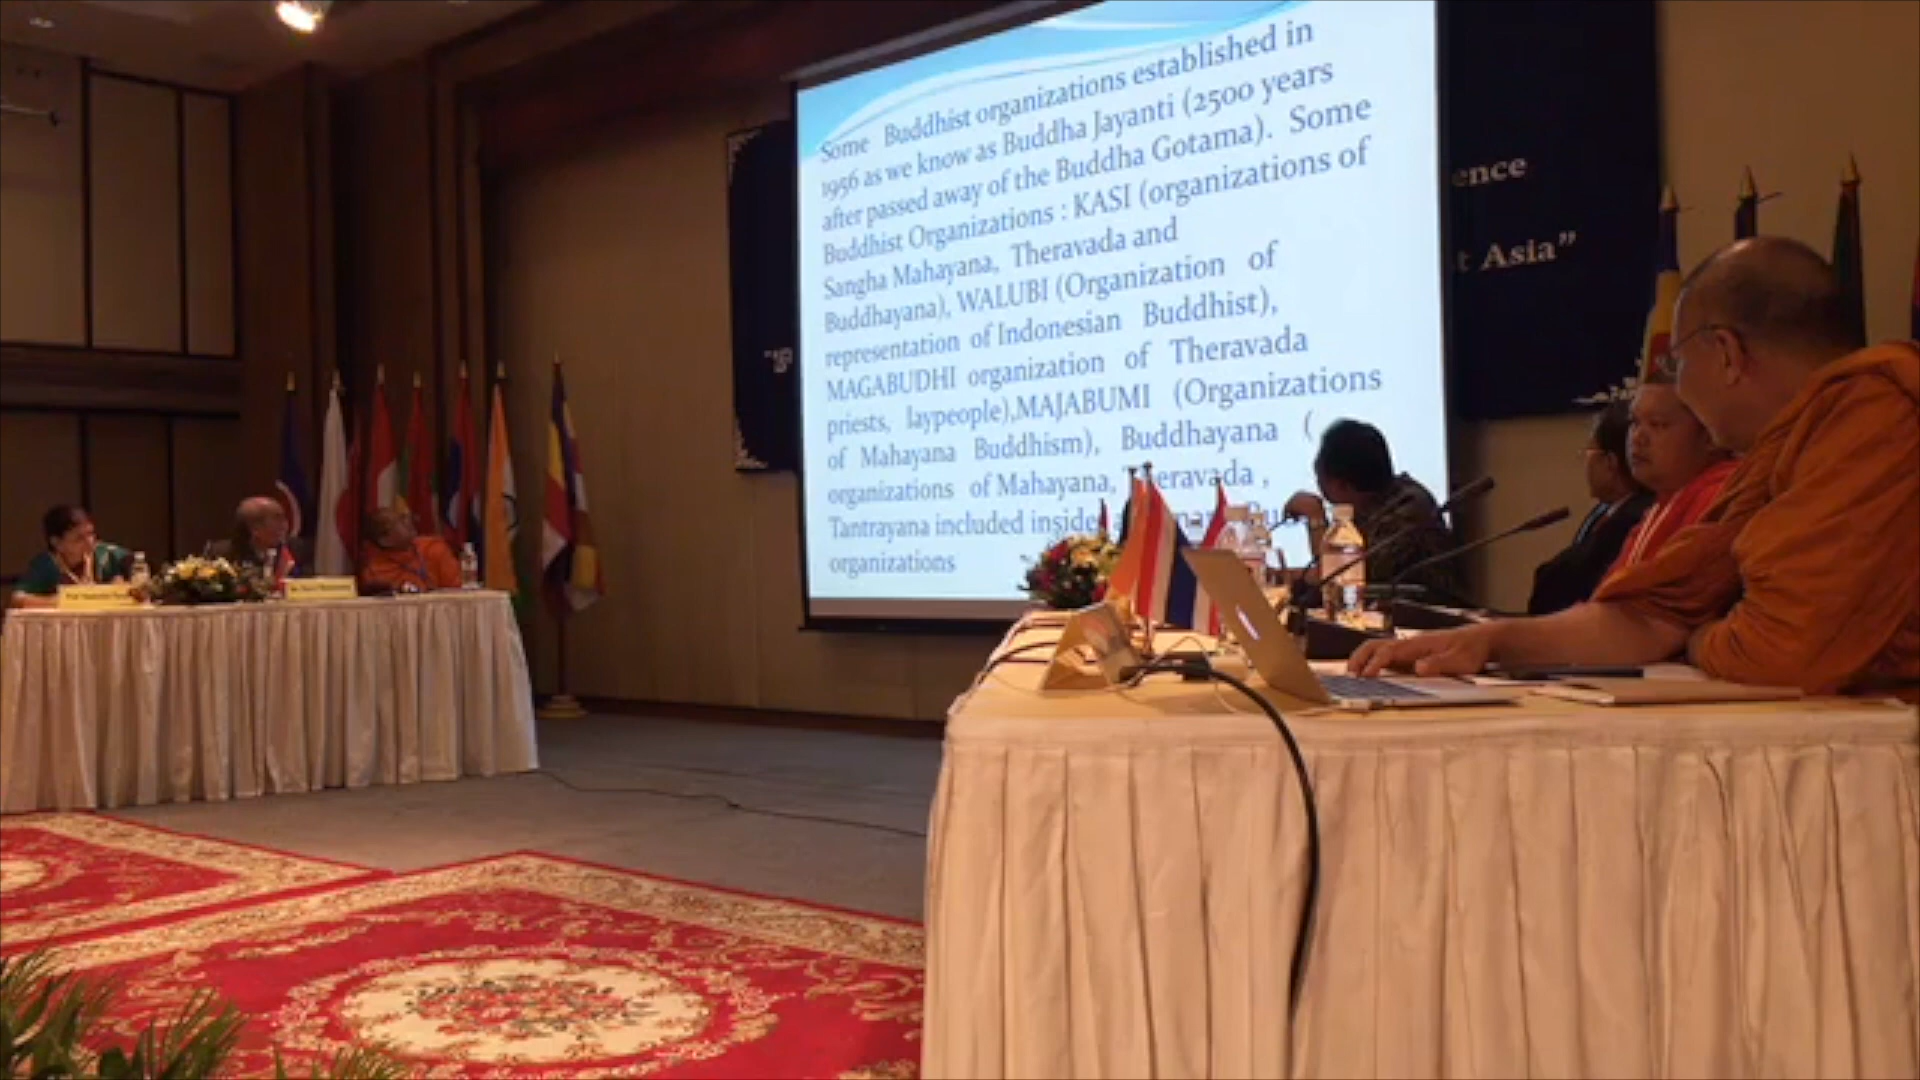 Some Buddhist organizations established in
1956 as we know as Buddha Jayanti (2500 years
after passed away of the Buddha Gotama). Some
Buddhist Organizations : KASI (organizations of
Sangha Mahayana, Theravada and
Buddhayana), WALUBI (Organization of
representation of Indonesian Buddhist),
MAGABUDHI organization of Theravada
priests, laypeople),MAJABUMI (Organizations
of Mahayana Buddhism), Buddhayana (
organizations of Mahayana, Theravada ,
Tantrayana included inside
organizations
ence
t Asia”